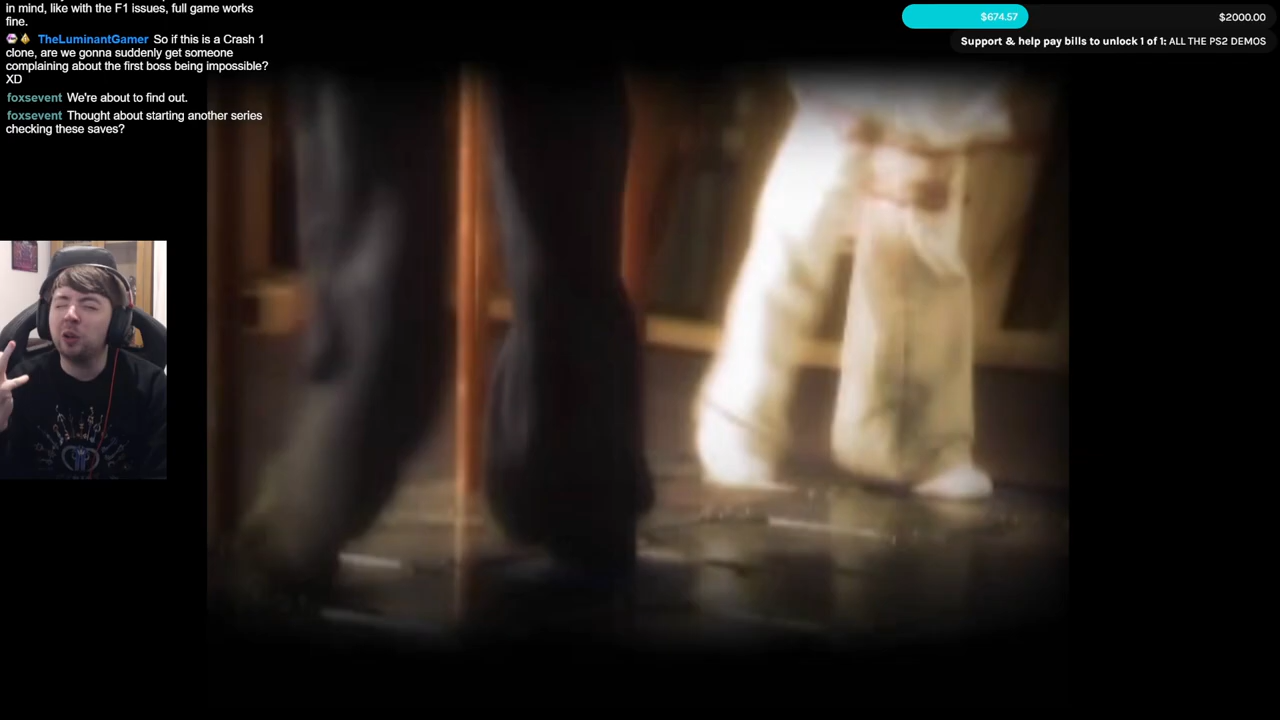 in mind, like with the F1 issues, full game works
fine.
TheLuminantGamer So if this is a Crash 1
clone, are we gonna suddenly get someone
complaining about the first boss being impossible?
XD
foxsevent We're about to find out.
foxsevent Thought about starting another series
checking these saves?
$674.57
$2000.00
Support & help pay bills to unlock 1 of 1: ALL THE PS2 DEMOS